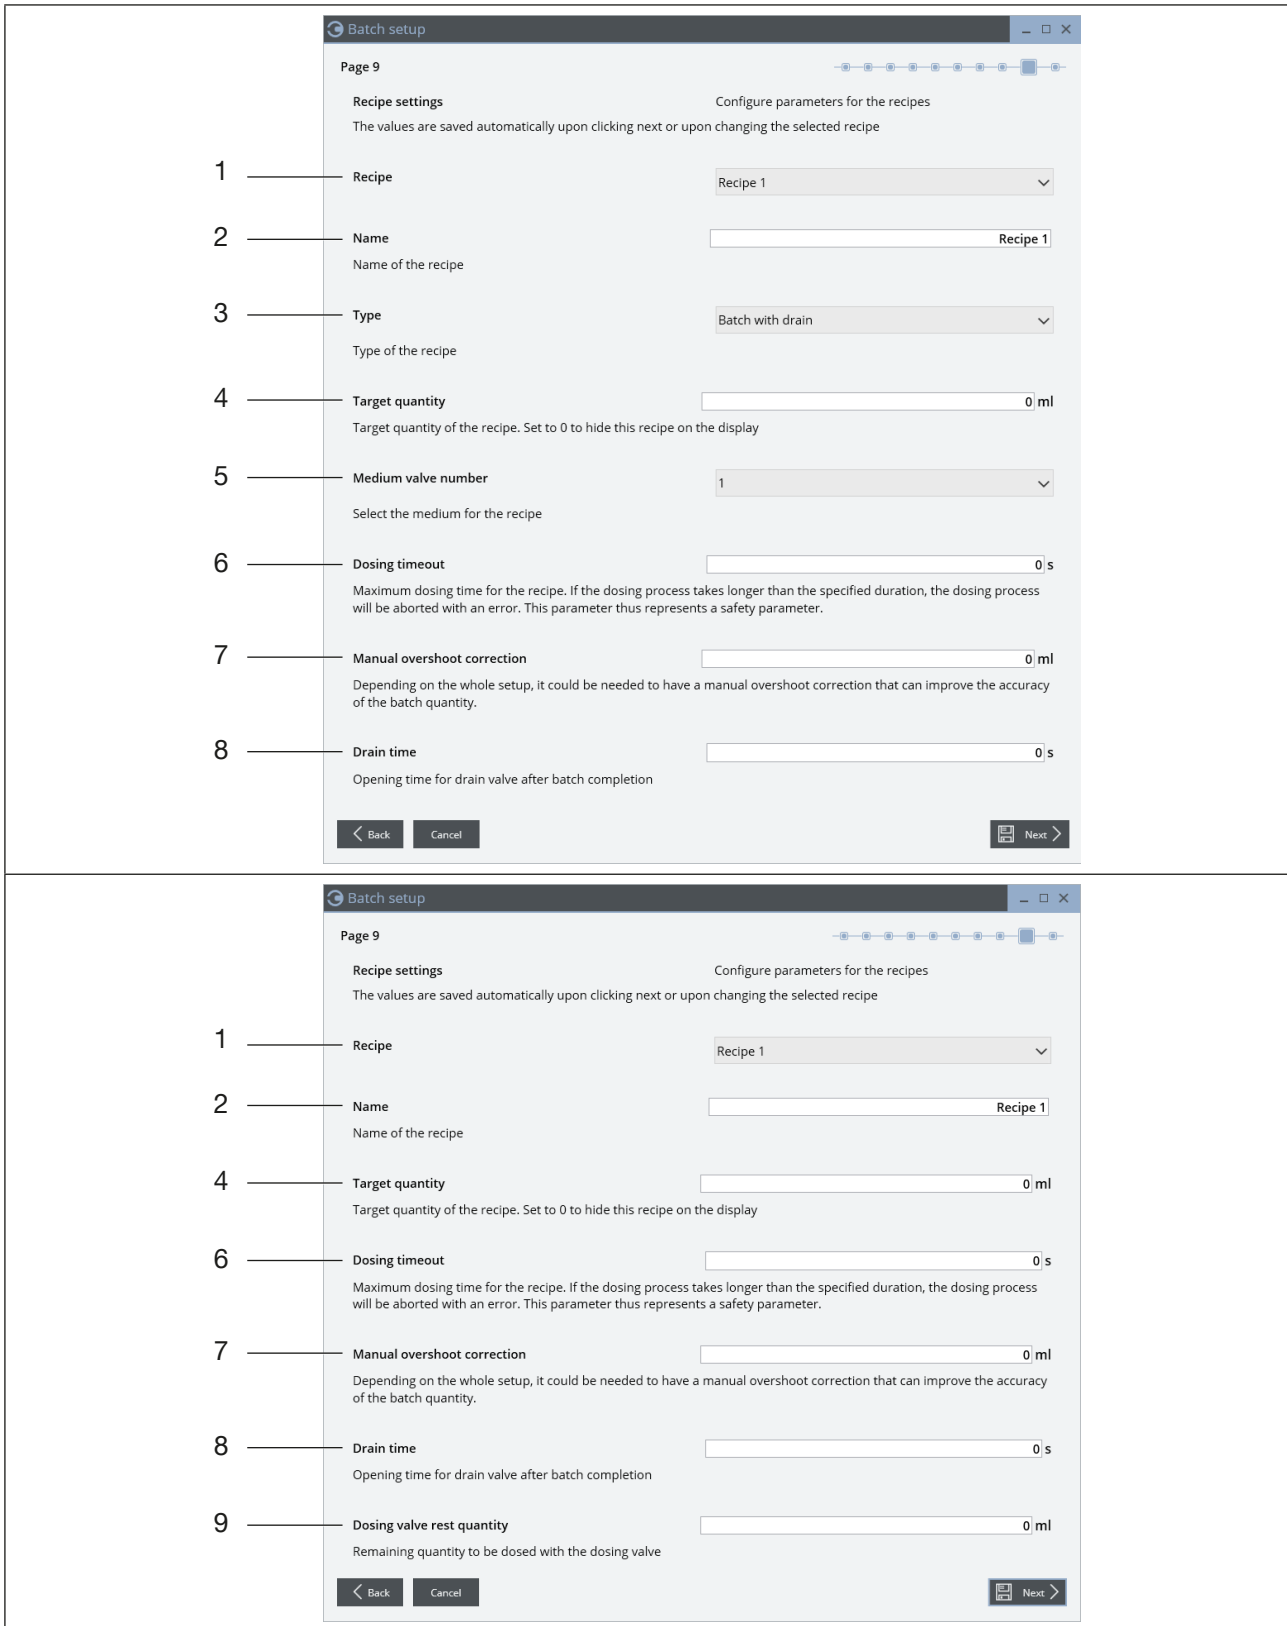 Batch setup
Page 9
Recipe settings
Configure parameters for the recipes
The values are saved automatically upon clicking next or upon changing the selected recipe
1
Recipe
Recipe 1
2
Name
Recipe 1
Name of the recipe
3
Type
Batch with drain
Type of the recipe
4
Target quantity
0 ml
Target quantity of the recipe. Set to 0 to hide this recipe on the display
5
Medium valve number
1
Select the medium for the recipe
6
Dosing timeout
0 s
Maximum dosing time for the recipe. If the dosing process takes longer than the specified duration, the dosing process
will be aborted with an error. This parameter thus represents a safety parameter.
7
Manual overshoot correction
0 ml
Depending on the whole setup, it could be needed to have a manual overshoot correction that can improve the accuracy
of the batch quantity.
8
Drain time
0 s
Opening time for drain valve after batch completion
Back
Cancel
Next
Batch setup
Page 9
Recipe settings
Configure parameters for the recipes
The values are saved automatically upon clicking next or upon changing the selected recipe
1
Recipe
Recipe 1
2
Name
Recipe 1
Name of the recipe
4
Target quantity
0 ml
Target quantity of the recipe. Set to 0 to hide this recipe on the display
6
Dosing timeout
0 s
Maximum dosing time for the recipe. If the dosing process takes longer than the specified duration, the dosing process
will be aborted with an error. This parameter thus represents a safety parameter.
7
Manual overshoot correction
0 ml
Depending on the whole setup, it could be needed to have a manual overshoot correction that can improve the accuracy
of the batch quantity.
8
Drain time
0 s
Opening time for drain valve after batch completion
9
Dosing valve rest quantity
0 ml
Remaining quantity to be dosed with the dosing valve
Back
Cancel
Next